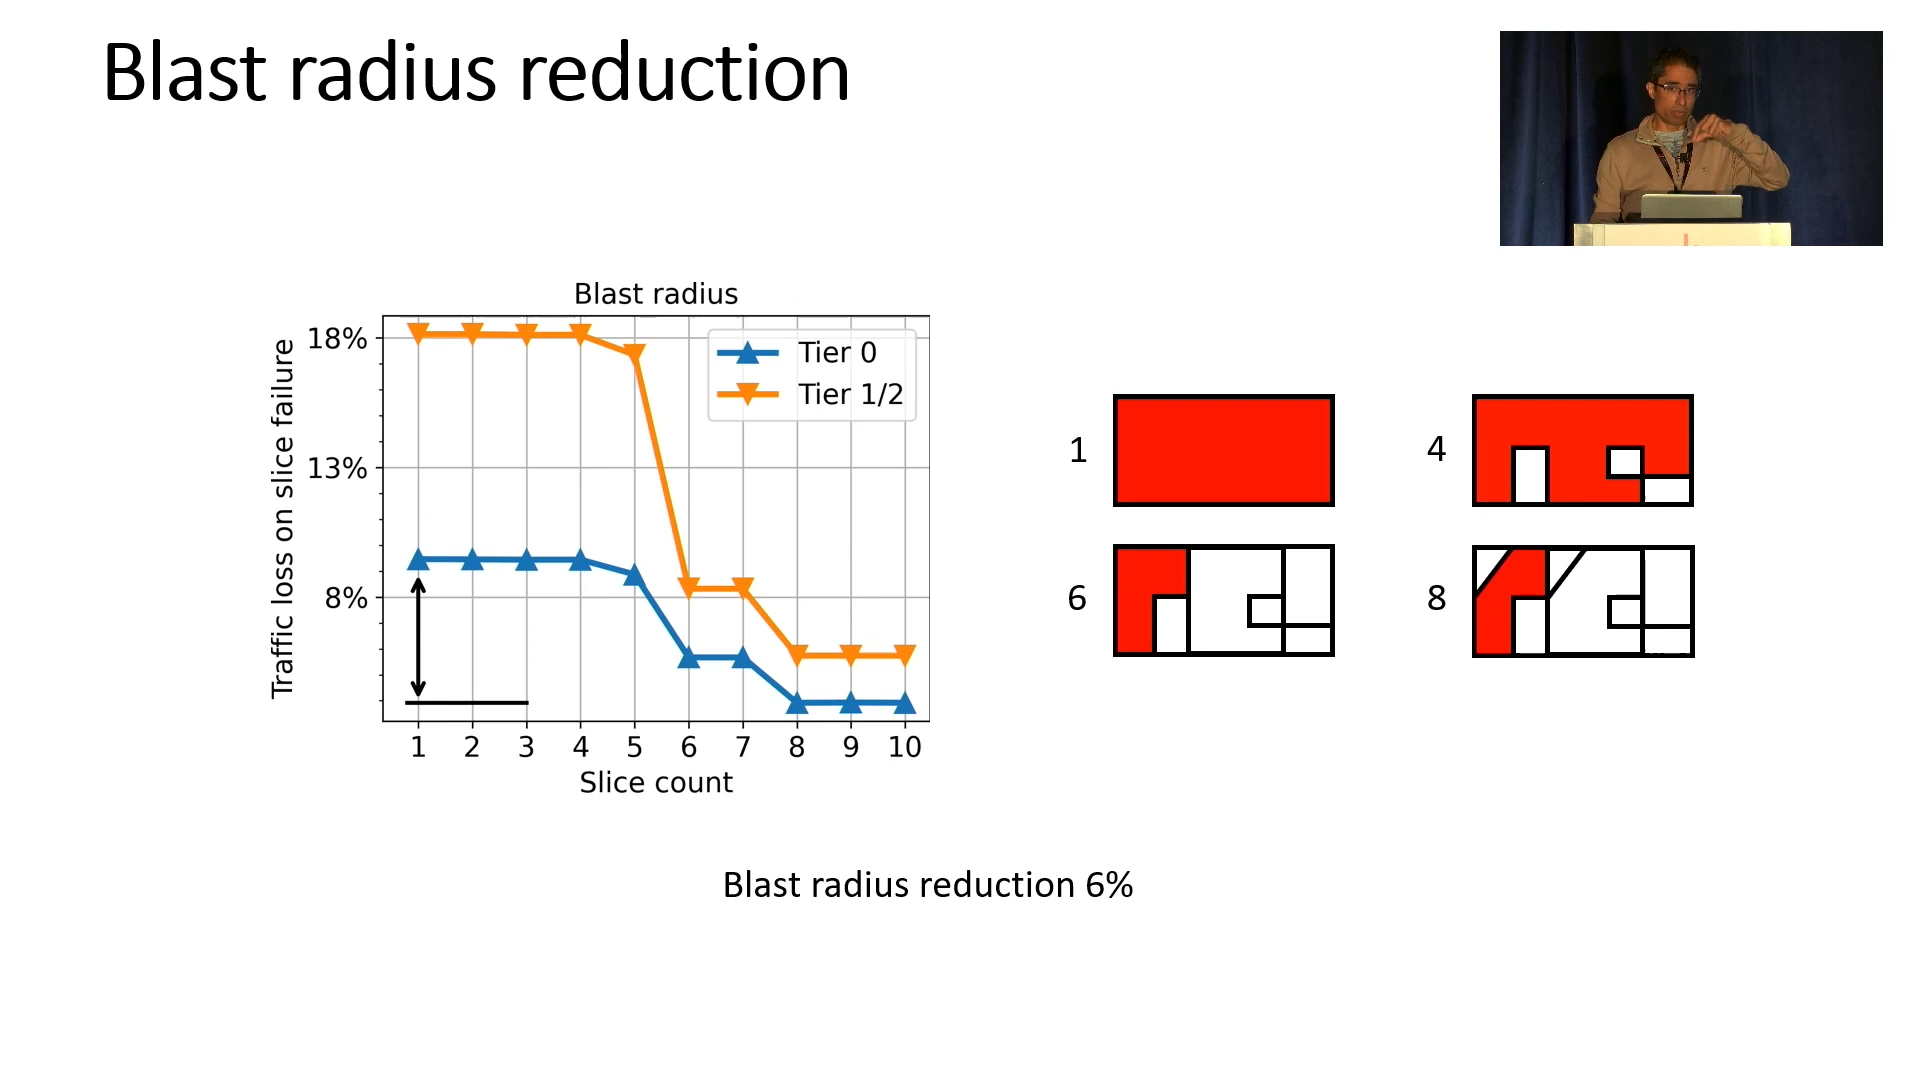 Blast radius reduction
Blast radius
Traffic loss on slice failure
18%
13%
8%
Tier 0
Tier 1/2
1 2 3 4 5 6 7 8 9 10
Slice count
1
4
6
8
Blast radius reduction 6%